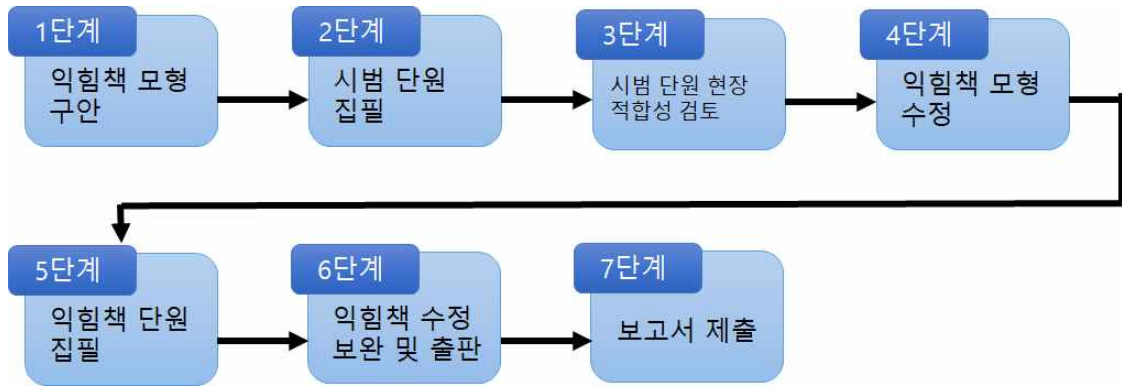 1단계
익힘책 모형
구안
2단계
시범 단원
집필
3단계
시범 단원 현장
적합성 검토
4단계
익힘책 모형
수정
5단계
익힘책 단원
집필
6단계
익힘책 수정
보완 및 출판
7단계
보고서 제출